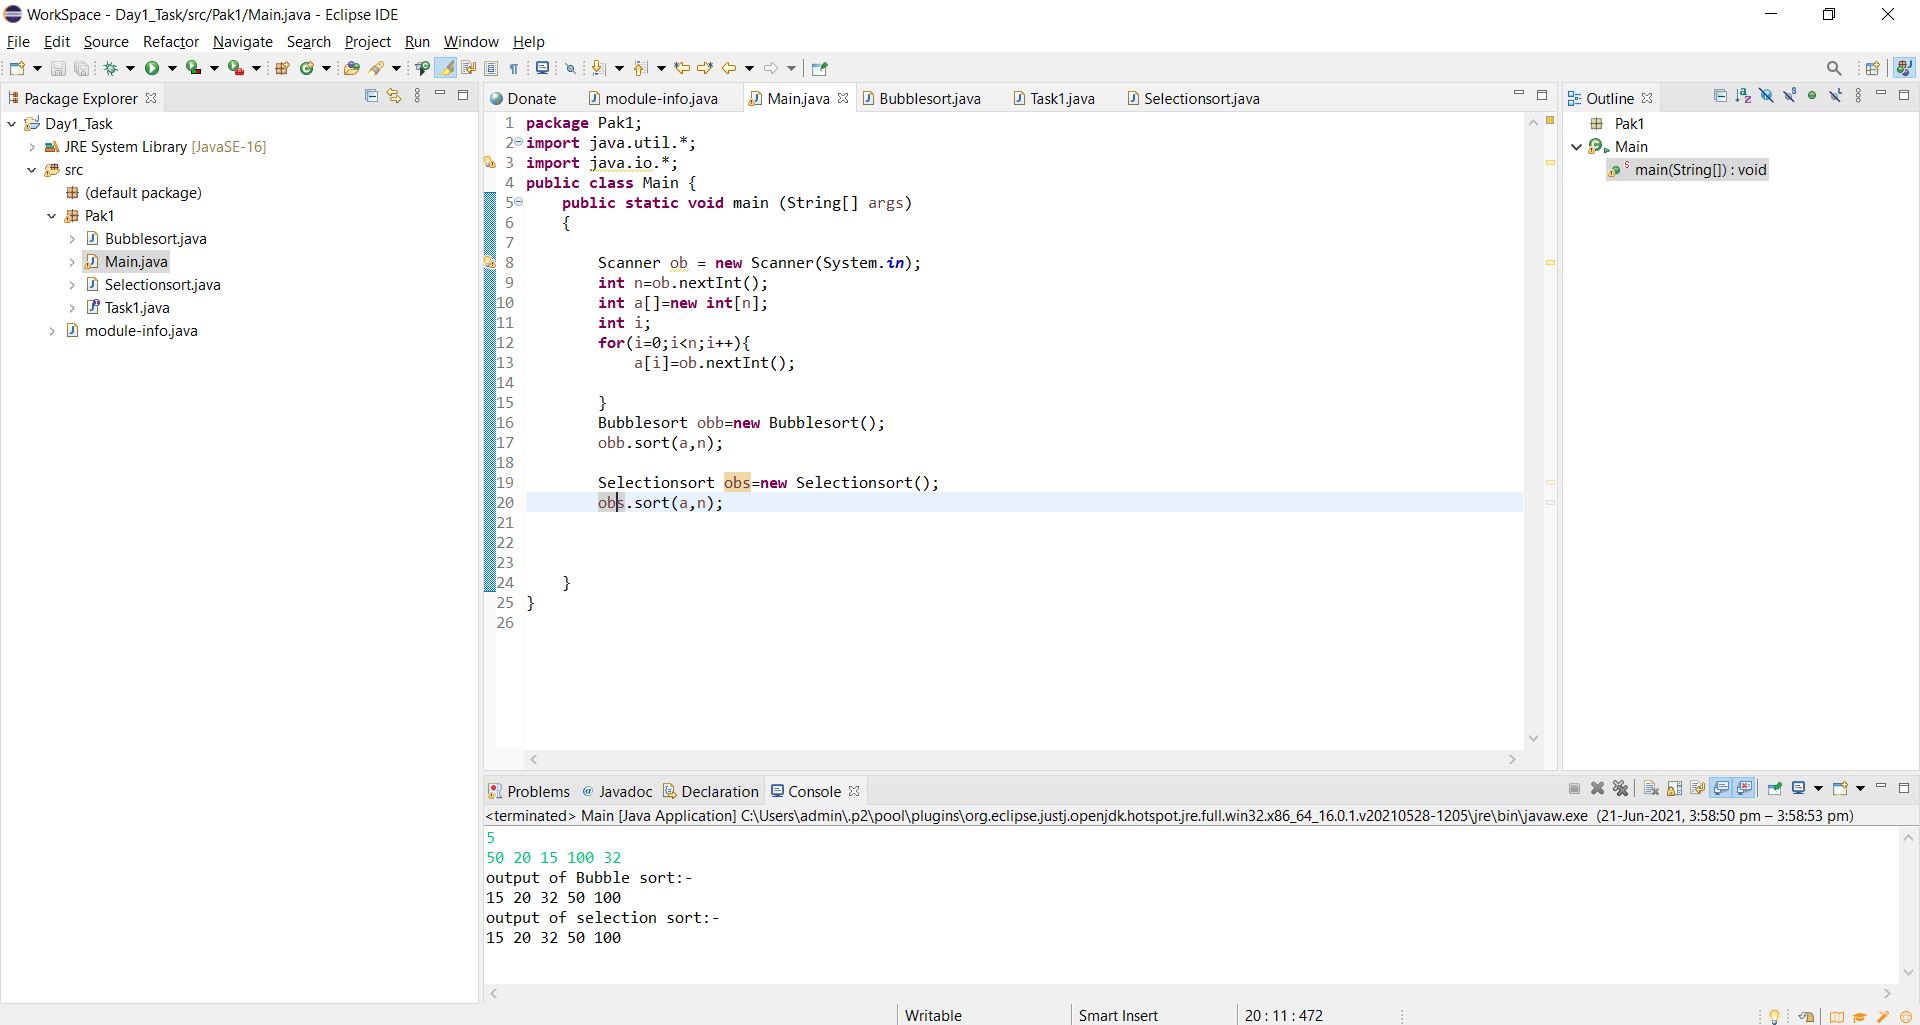 WorkSpace - Day1_Task/src/Pak1/Main.java - Eclipse IDE
File Edit Source Refactor Navigate Search Project Run Window Help
Package Explorer
Day1_Task
JRE System Library [JavaSE-16]
src
(default package)
Pak1
Bubblesort.java
Main.java
Selectionsort.java
Task1.java
module-info.java
Donate module-info.java Main.java Bubblesort.java Task1.java Selectionsort.java
1 package Pak1;
2 import java.util.*;
3 import java.io.*;
4 public class Main {
5     public static void main (String[] args)
6     {
7
8         Scanner ob = new Scanner(System.in);
9         int n=ob.nextInt();
10         int a[]=new int[n];
11         int i;
12         for(i=0;i<n;i++){
13             a[i]=ob.nextInt();
14
15         }
16         Bubblesort obb=new Bubblesort();
17         obb.sort(a,n);
18
19         Selectionsort obs=new Selectionsort();
20         obs.sort(a,n);
21
22
23
24     }
25 }
26
Outline
Pak1
Main
main(String[]) : void
Problems @ Javadoc Declaration Console
<terminated> Main [Java Application] C:\Users\admin\.p2\pool\plugins\org.eclipse.justj.openjdk.hotspot.jre.full.win32.x86_64_16.0.1.v20210528-1205\jre\bin\javaw.exe (21-Jun-2021, 3:58:50 pm – 3:58:53 pm)
5
50 20 15 100 32
output of Bubble sort:-
15 20 32 50 100
output of selection sort:-
15 20 32 50 100
Writable Smart Insert 20 : 11 : 472